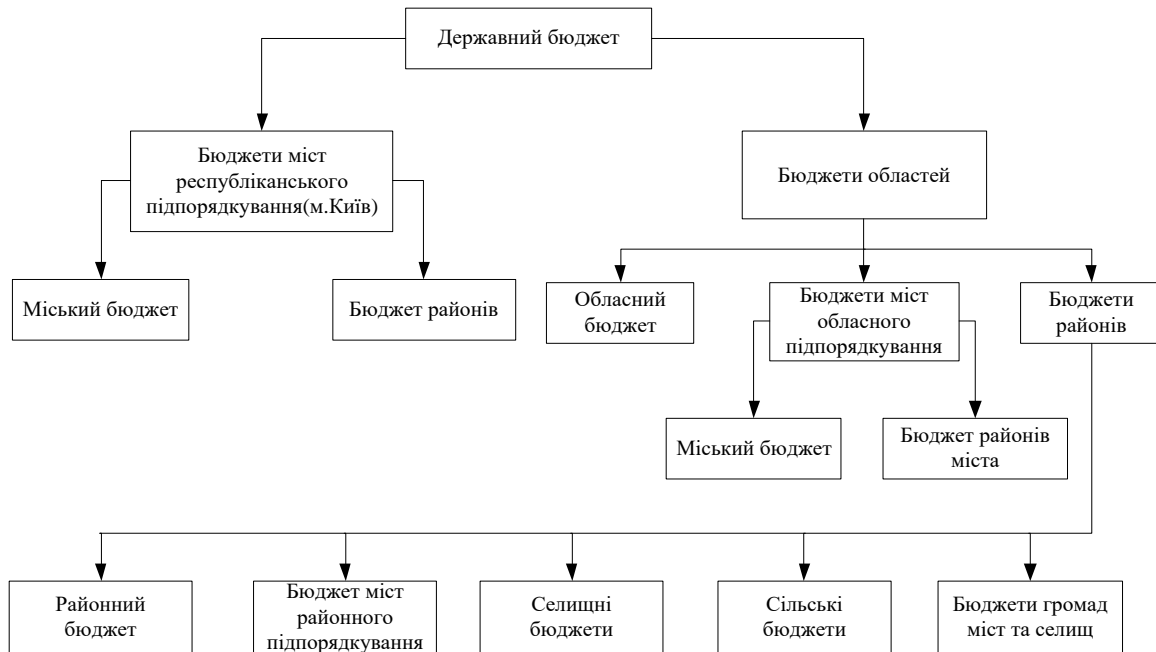 Державний бюджет
Бюджети міст
республіканського
підпорядкування(м.Київ)
Бюджети областей
Міський бюджет
Бюджет районів
Обласний
бюджет
Бюджети міст
обласного
підпорядкування
Бюджети
районів
Міський бюджет
Бюджет районів
міста
Районний
бюджет
Бюджет міст
районного
підпорядкування
Селищні
бюджети
Сільські
бюджети
Бюджети громад
міст та селищ